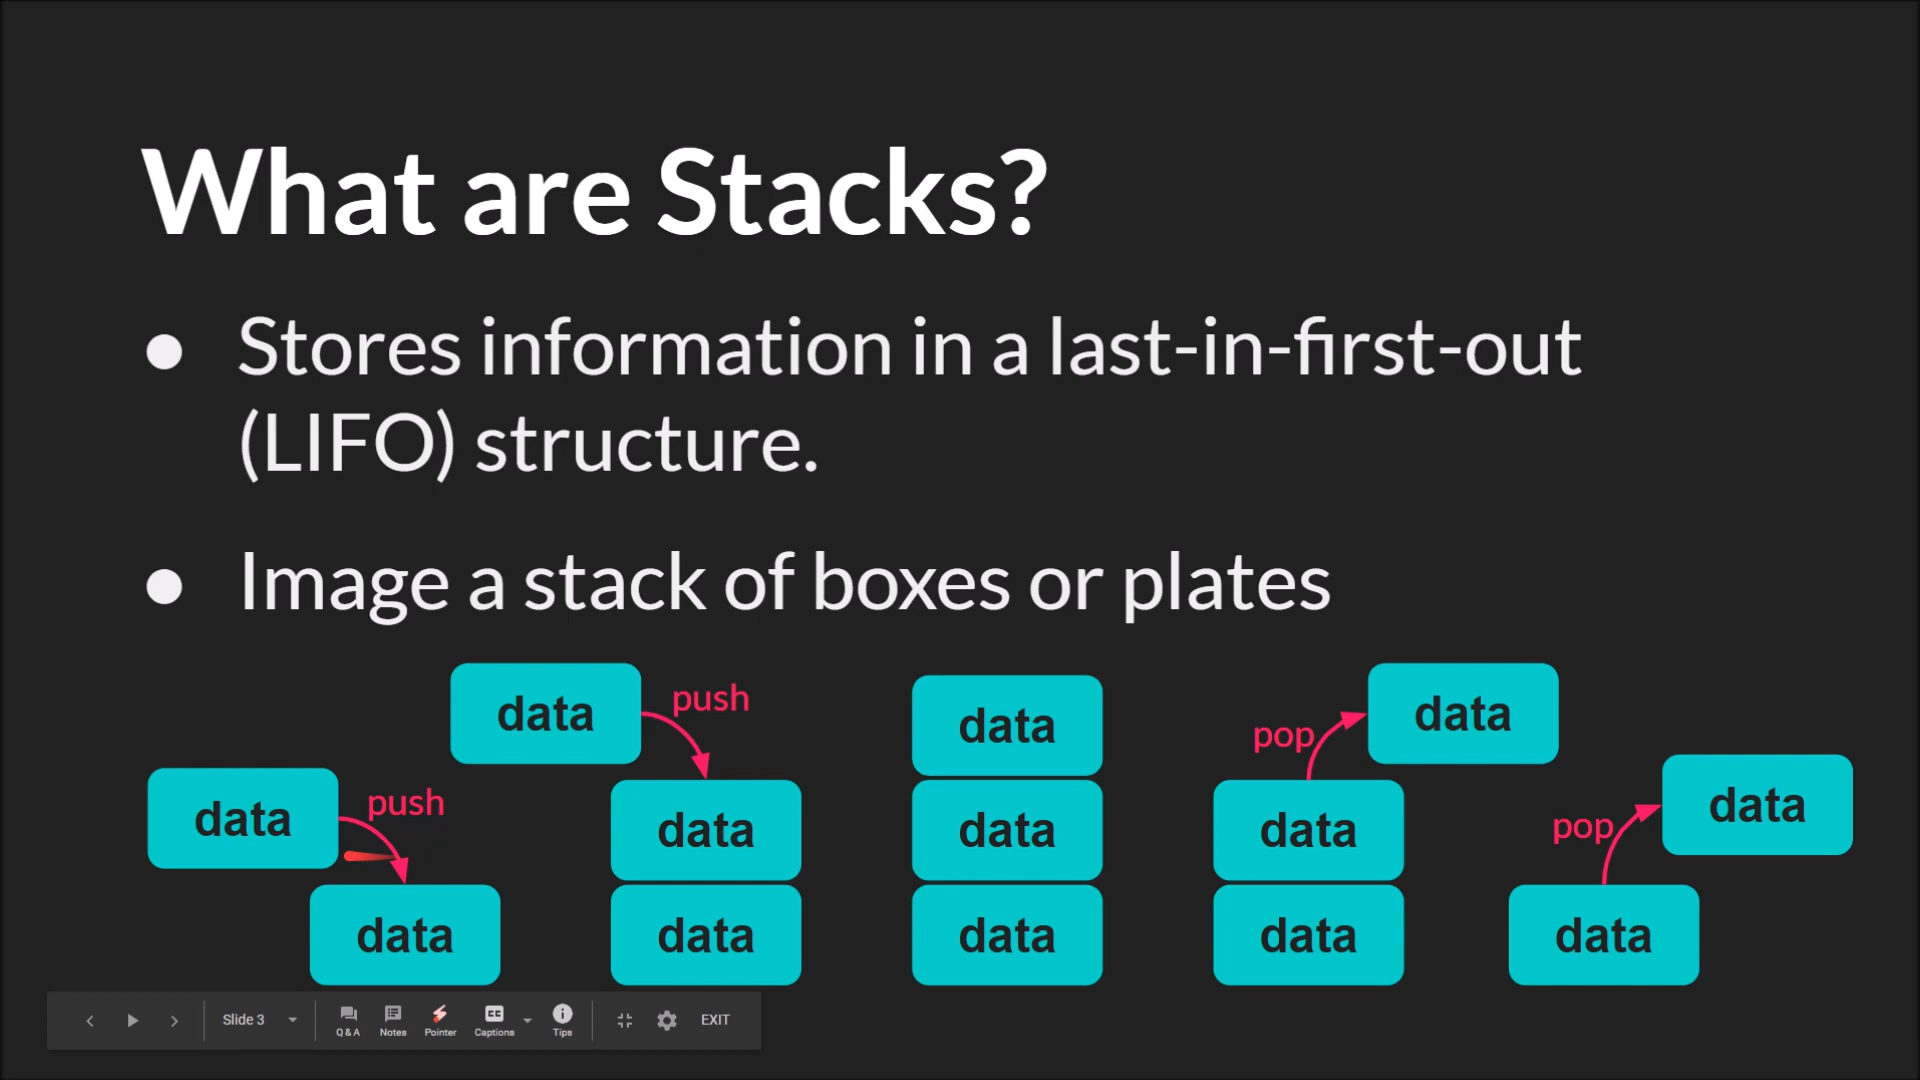 What are Stacks?
● Stores information in a last-in-first-out
(LIFO) structure.
● Image a stack of boxes or plates
data
push
data
data
push
data
data
data
data
data
pop
data
data
data
pop
data
data
Slide 3
Q & A
Notes
Pointer
CC
Captions
Tips
EXIT